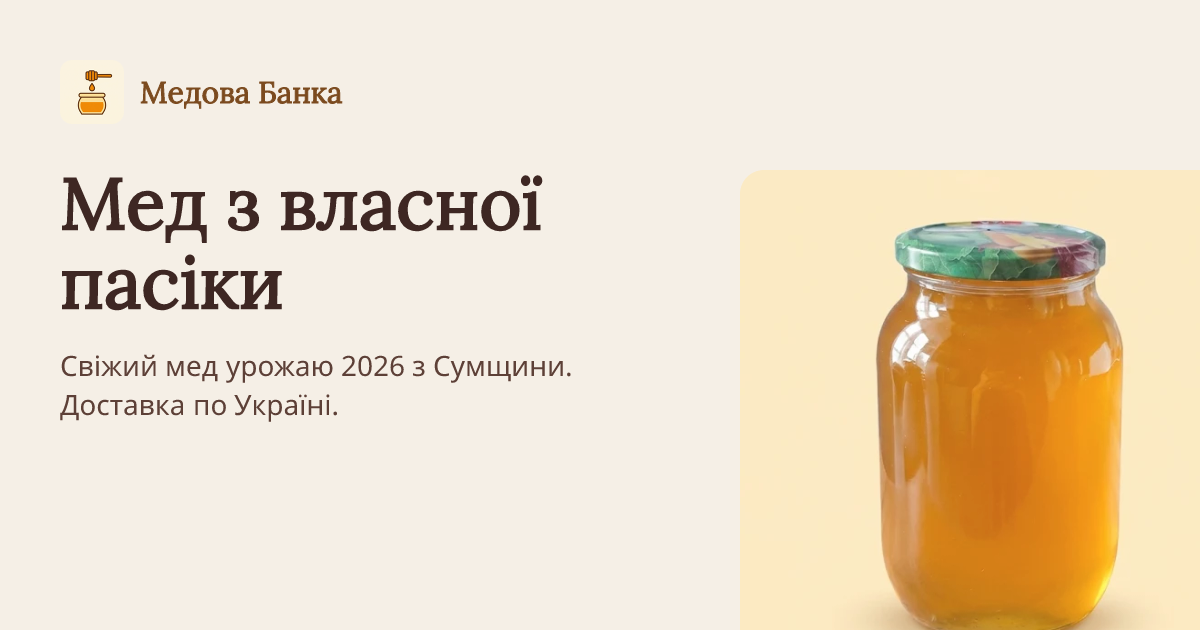 Медова Банка
Мед з власної
пасіки
Свіжий мед урожаю 2026 з Сумщини.
Доставка по Україні.